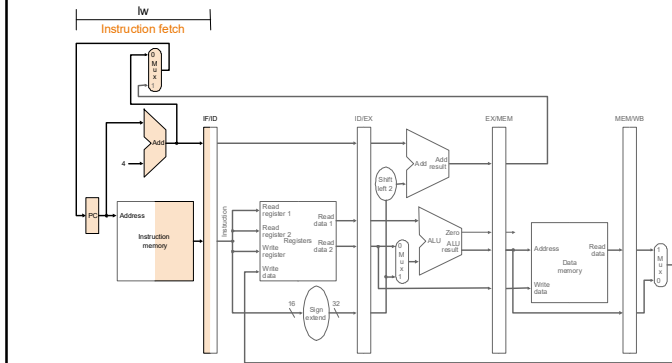 lw
Instruction fetch
0
M
u
x
1
IF/ID
ID/EX
EX/MEM
MEM/WB
Add
4
Add
Add
result
Shift
left 2
PC
Address
Instruction
memory
Instruction
Read
register 1
Read
register 2
Write
register
Write
data
Registers
Read
data 1
Read
data 2
0
M
u
x
1
Zero
ALU
ALU
result
Address
Read
data
Data
memory
Write
data
1
M
u
x
0
16
Sign
extend
32